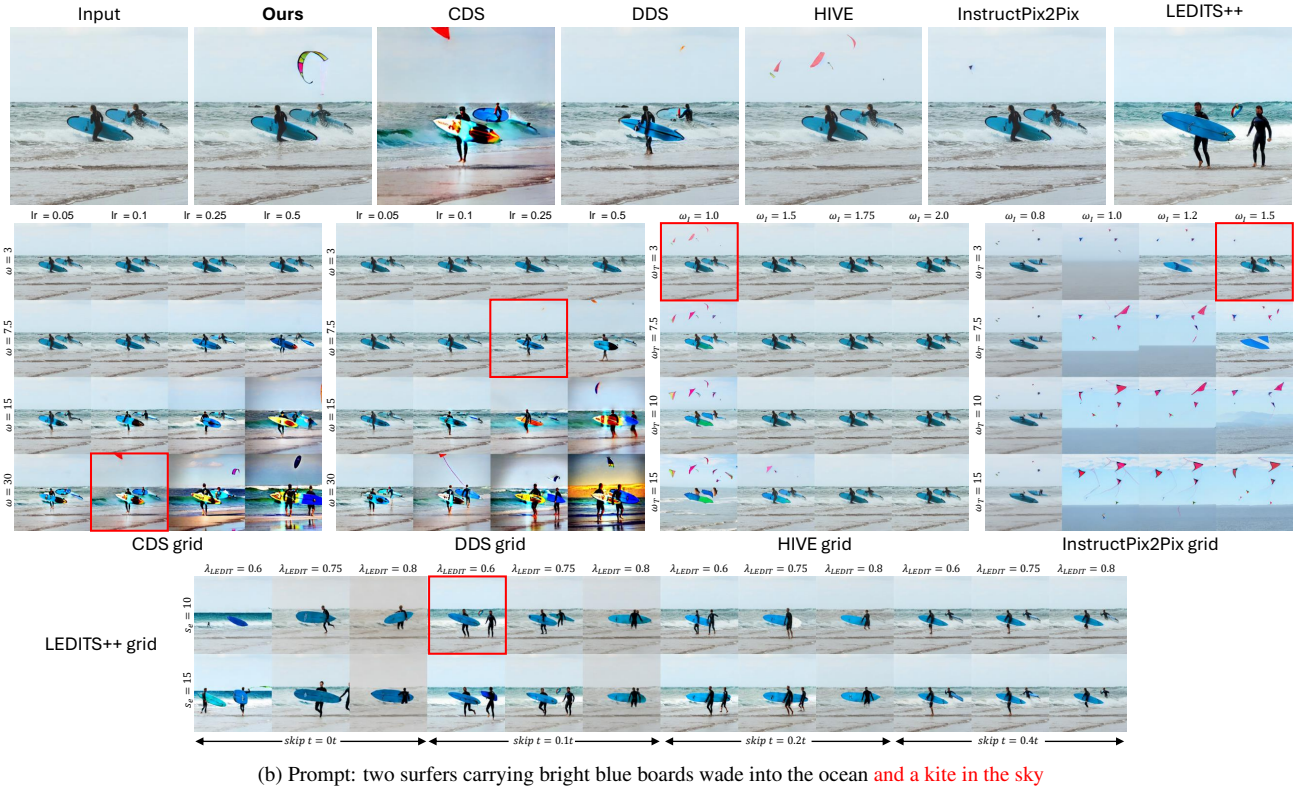 Input Ours CDS DDS HIVE InstructPix2Pix LEDITS++
lr = 0.05 lr = 0.1 lr = 0.25 lr = 0.5 lr = 0.05 lr = 0.1 lr = 0.25 lr = 0.5 ω_I = 1.0 ω_I = 1.5 ω_I = 1.75 ω_I = 2.0 ω_I = 0.8 ω_I = 1.0 ω_I = 1.2 ω_I = 1.5
ω = 3 ω = 3 ω_T = 3 ω_T = 3
ω = 7.5 ω = 7.5 ω_T = 7.5 ω_T = 7.5
ω = 15 ω = 15 ω_T = 10 ω_T = 10
ω = 30 ω = 30 ω_T = 15 ω_T = 15
CDS grid DDS grid HIVE grid InstructPix2Pix grid
λ_LEDIT = 0.6 λ_LEDIT = 0.75 λ_LEDIT = 0.8 λ_LEDIT = 0.6 λ_LEDIT = 0.75 λ_LEDIT = 0.8 λ_LEDIT = 0.6 λ_LEDIT = 0.75 λ_LEDIT = 0.8 λ_LEDIT = 0.6 λ_LEDIT = 0.75 λ_LEDIT = 0.8
s_e = 10
LEDITS++ grid
s_e = 15
skip t = 0t skip t = 0.1t skip t = 0.2t skip t = 0.4t
(b) Prompt: two surfers carrying bright blue boards wade into the ocean and a kite in the sky